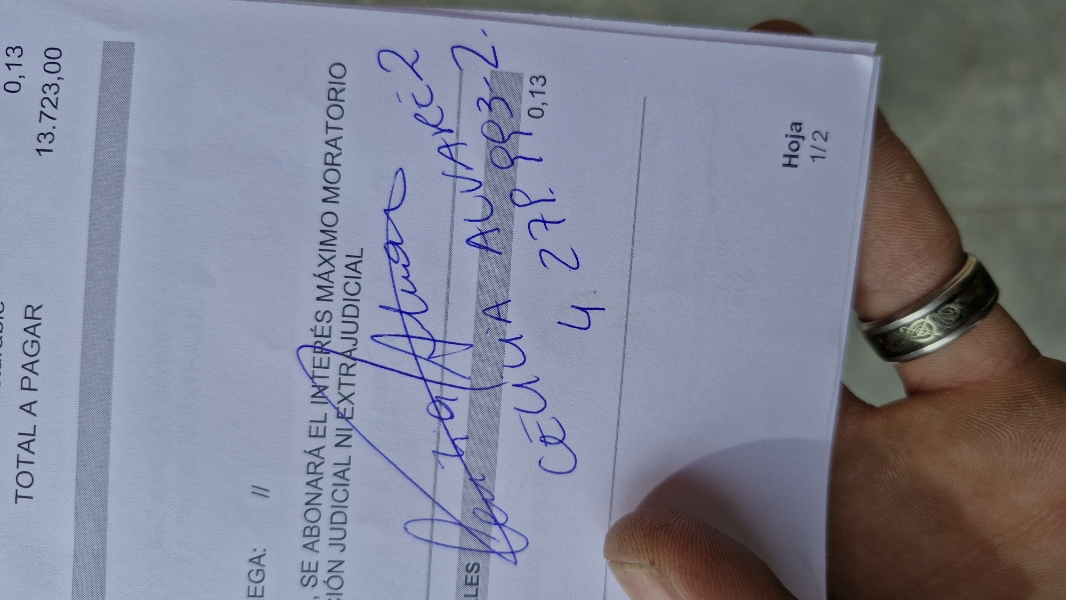 0,13
TOTAL A PAGAR 13.723,00
EGA: //
, SE ABONARÁ EL INTERÉS MÁXIMO MORATORIO
CIÓN JUDICIAL NI EXTRAJUDICIAL
LES
CELIA ALVAREZ
4.278.993-2.
0,13
Hoja
1/2